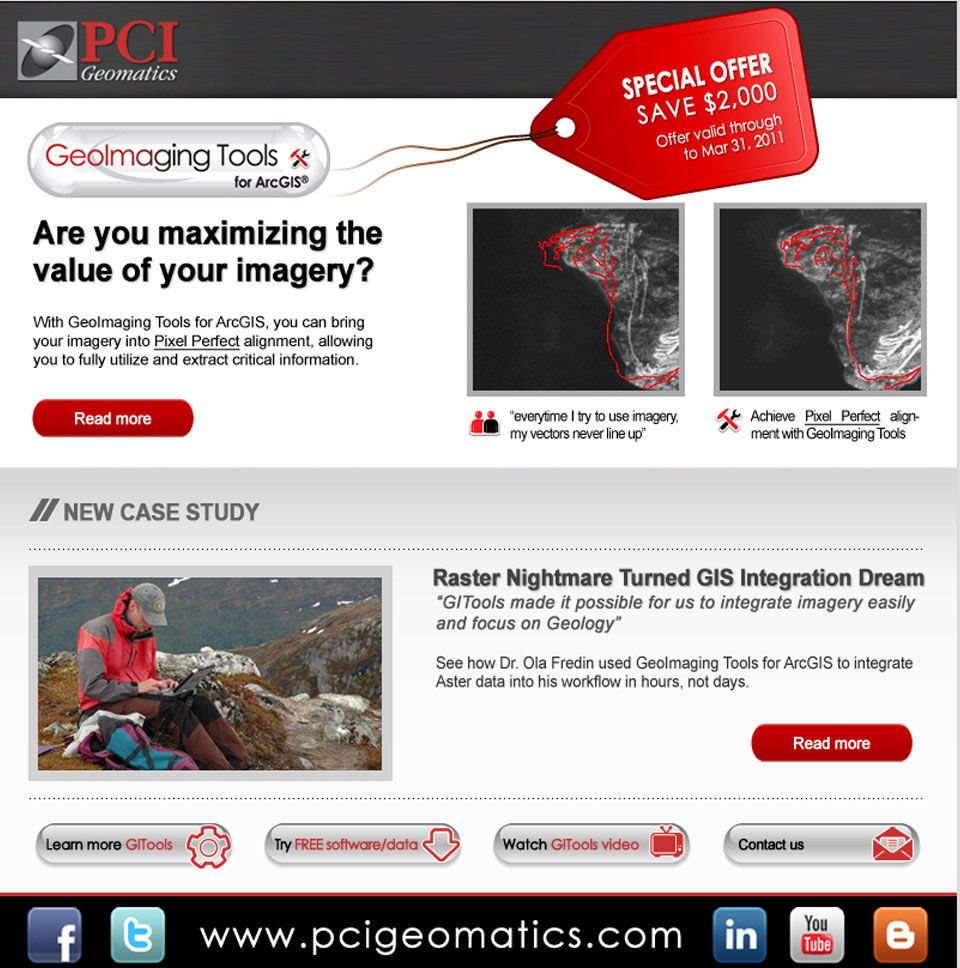 PCI
Geomatics
SPECIAL OFFER
SAVE $2,000
Offer valid through
to Mar 31, 2011
GeoImaging Tools
for ArcGIS®
Are you maximizing the
value of your imagery?
With GeoImaging Tools for ArcGIS, you can bring
your imagery into Pixel Perfect alignment, allowing
you to fully utilize and extract critical information.
Read more
“everytime I try to use imagery,
my vectors never line up”
Achieve Pixel Perfect align-
ment with GeoImaging Tools
// NEW CASE STUDY
Raster Nightmare Turned GIS Integration Dream
“GITools made it possible for us to integrate imagery easily
and focus on Geology”
See how Dr. Ola Fredin used GeoImaging Tools for ArcGIS to integrate
Aster data into his workflow in hours, not days.
Read more
Learn more GITools
Try FREE software/data
Watch GITools video
Contact us
f
t
www.pcigeomatics.com
in
You
Tube
B